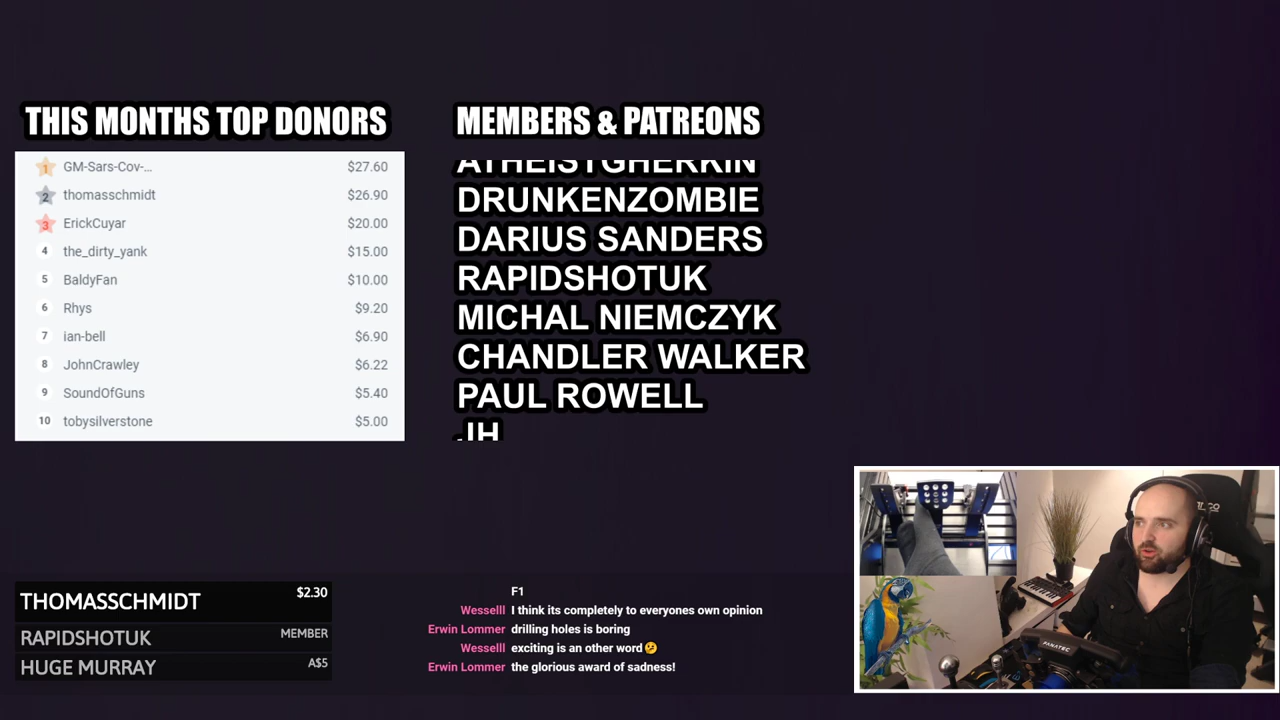 THIS MONTHS TOP DONORS
1 GM-Sars-Cov-... $27.60
2 thomasschmidt $26.90
3 ErickCuyar $20.00
4 the_dirty_yank $15.00
5 BaldyFan $10.00
6 Rhys $9.20
7 ian-bell $6.90
8 JohnCrawley $6.22
9 SoundOfGuns $5.40
10 tobysilverstone $5.00
MEMBERS & PATREONS
ATHEISTGHERKIN
DRUNKENZOMBIE
DARIUS SANDERS
RAPIDSHOTUK
MICHAL NIEMCZYK
CHANDLER WALKER
PAUL ROWELL
JH
THOMASSCHMIDT $2.30
RAPIDSHOTUK MEMBER
HUGE MURRAY A$5
F1
Wesselll I think its completely to everyones own opinion
Erwin Lommer drilling holes is boring
Wesselll exciting is an other word🤔
Erwin Lommer the glorious award of sadness!
FANATEC